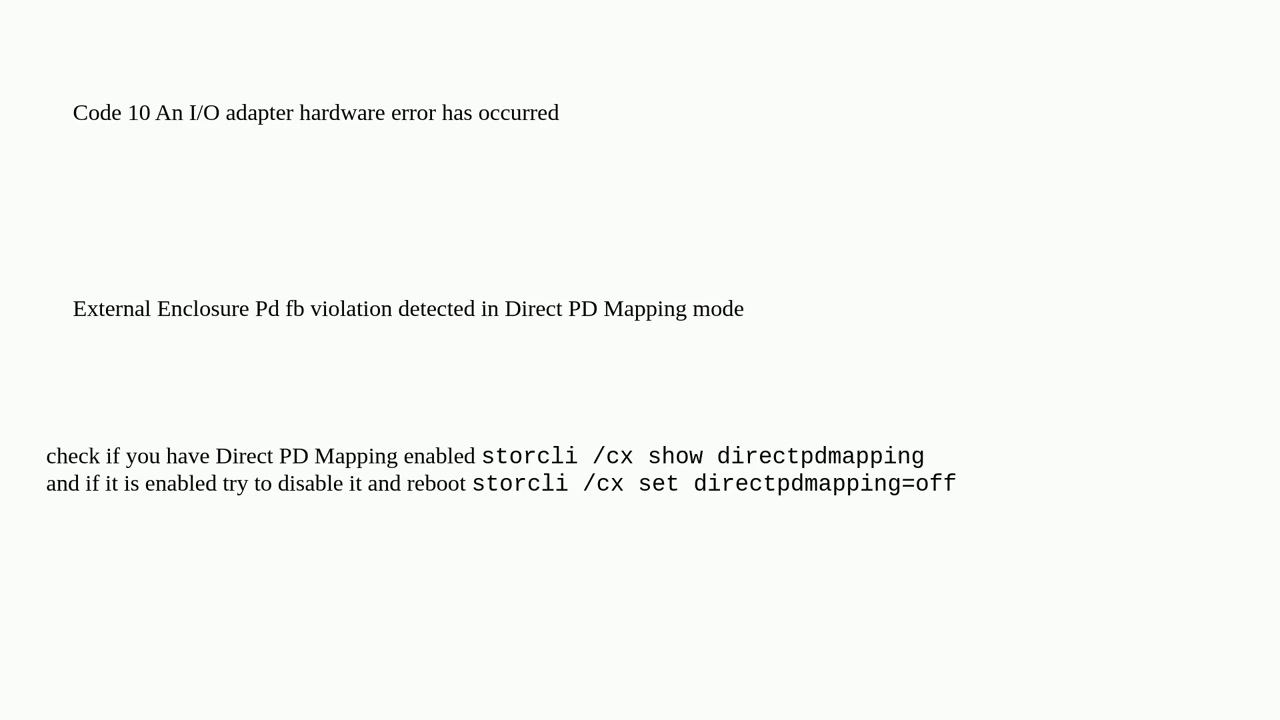 Code 10 An I/O adapter hardware error has occurred
External Enclosure Pd fb violation detected in Direct PD Mapping mode
check if you have Direct PD Mapping enabled storcli /cx show directpdmapping
and if it is enabled try to disable it and reboot storcli /cx set directpdmapping=off